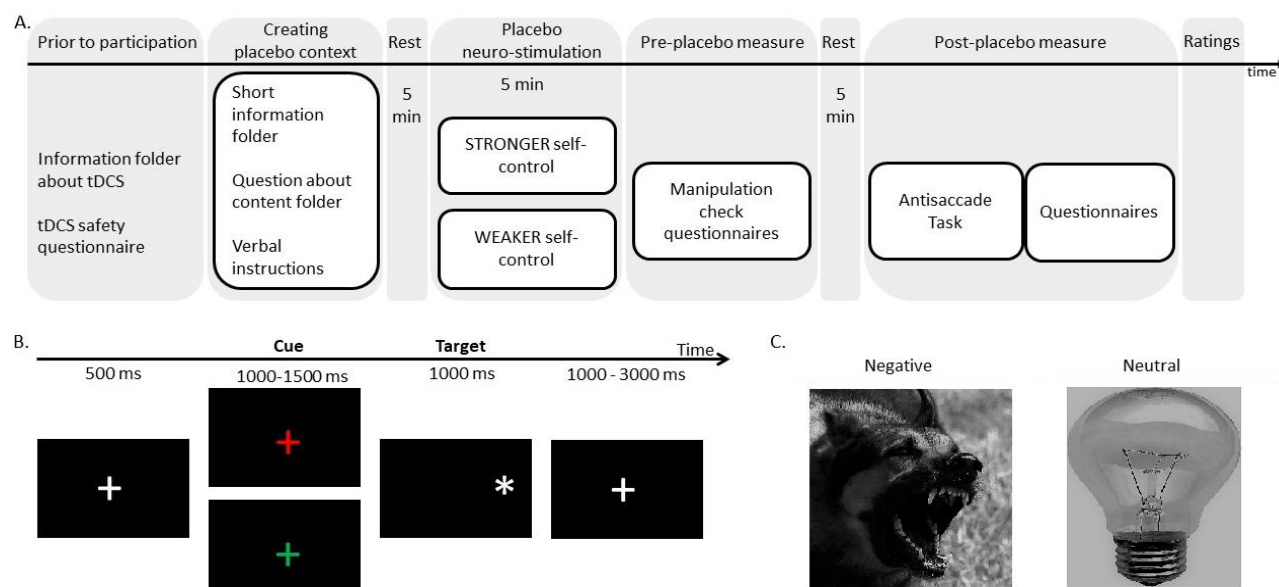 A.
Prior to participation
Creating
placebo context
Rest
Placebo
neuro-stimulation
Pre-placebo measure
Rest
Post-placebo measure
Ratings
time
Information folder
about tDCS
tDCS safety
questionnaire
Short
information
folder
Question about
content folder
Verbal
instructions
5
min
5 min
STRONGER self-
control
WEAKER self-
control
Manipulation
check
questionnaires
5
min
Antisaccade
Task
Questionnaires
B.
Cue
Target
Time
500 ms
1000-1500 ms
1000 ms
1000 - 3000 ms
+
+
+
*
+
C.
Negative
Neutral